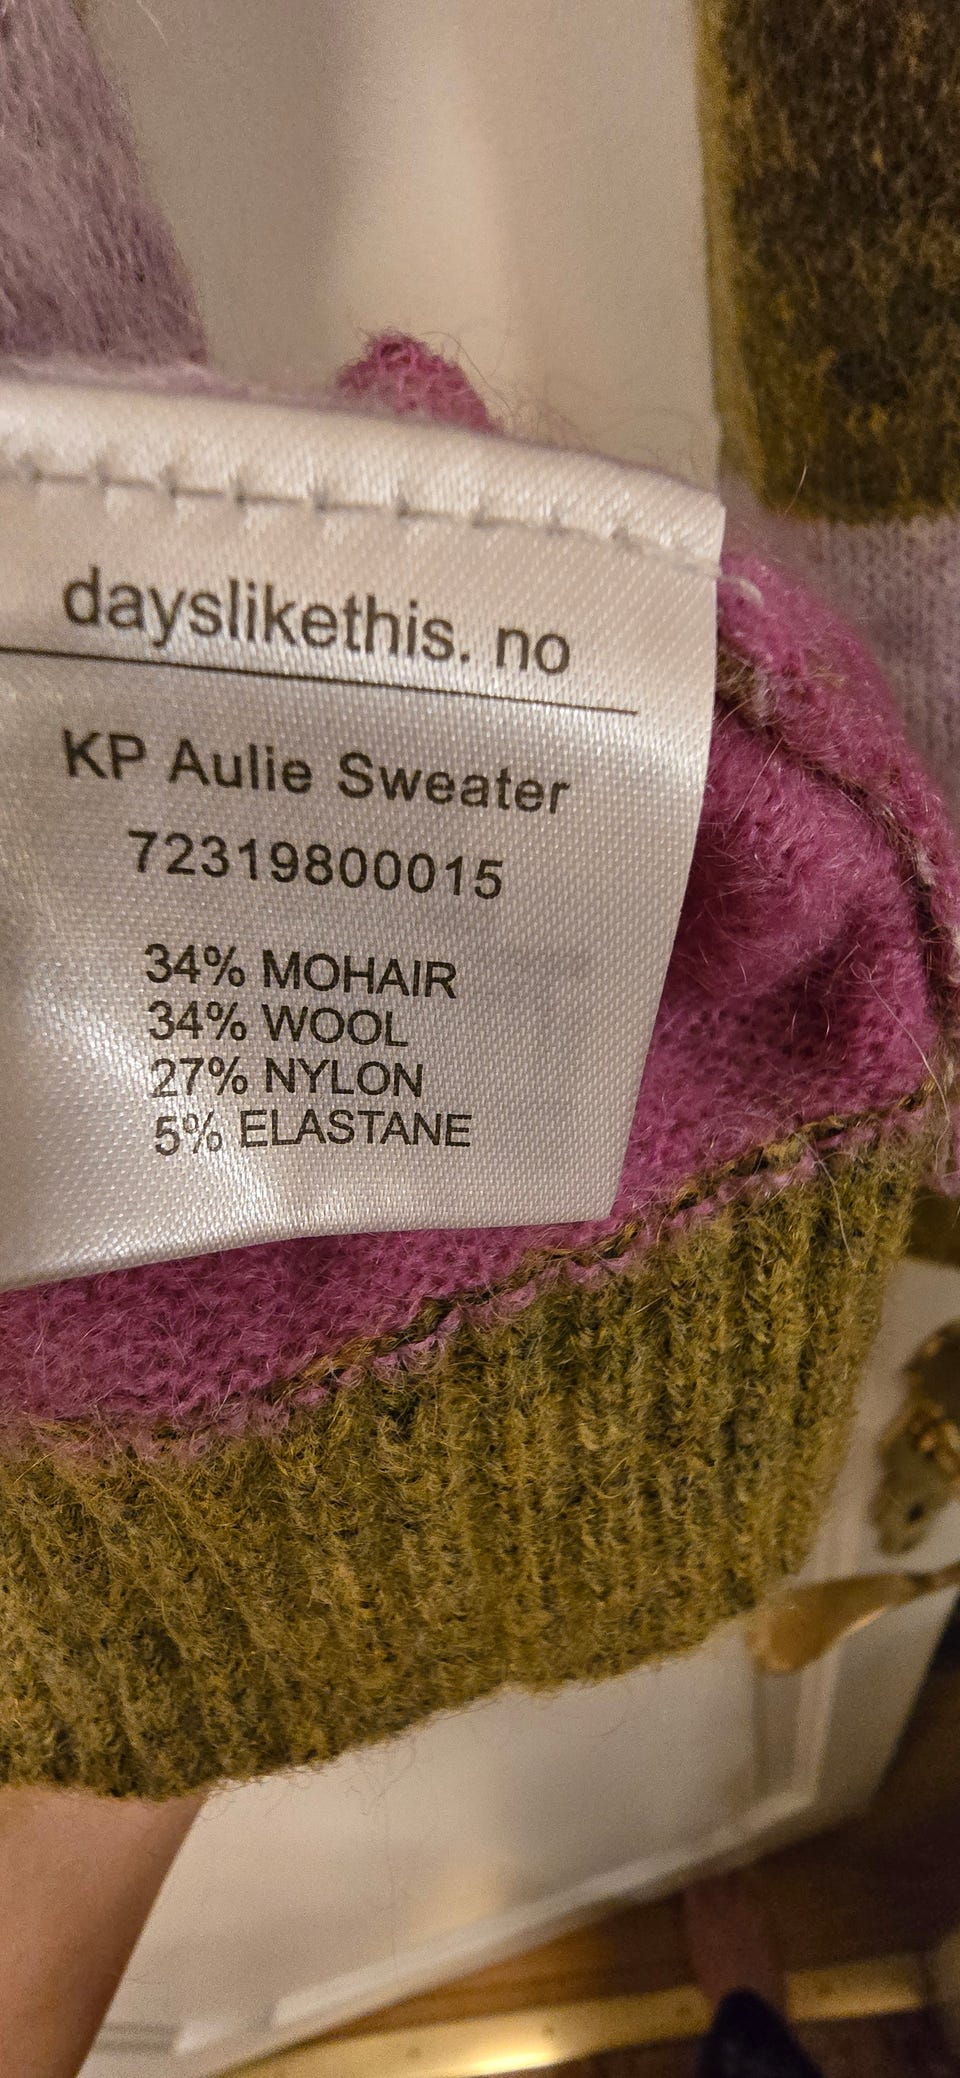 dayslikethis. no
KP Aulie Sweater
72319800015
34% MOHAIR
34% WOOL
27% NYLON
5% ELASTANE